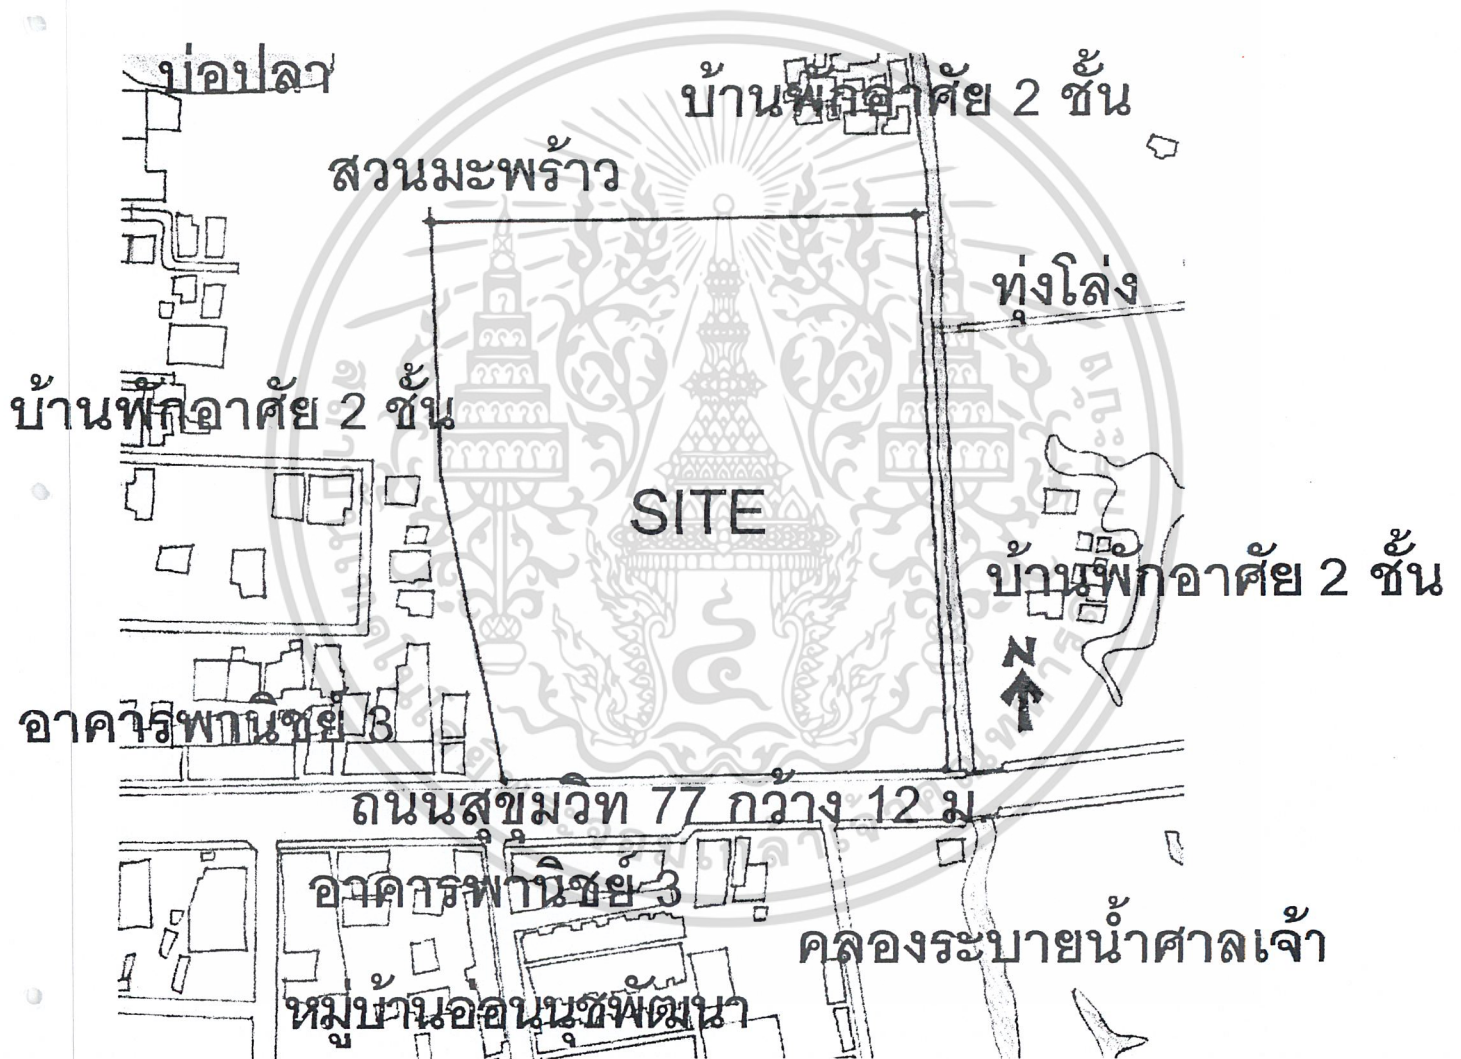 บ่อปลา
บ้านพักอาศัย 2 ชั้น
สวนมะพร้าว
ทุ่งโล่ง
บ้านพักอาศัย 2 ชั้น
SITE
บ้านพักอาศัย 2 ชั้น
N
อาคารพานิชย์ 3
ถนนสุขุมวิท 77 กว้าง 12 ม.
อาคารพานิชย์ 3
คลองระบายน้ำศาลเจ้า
หมู่บ้านอ่อนนุชพัฒนา